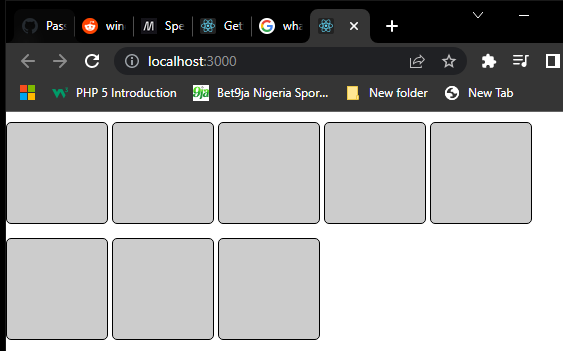 Pas
win
M Spe
Get
G wha
localhost:3000
PHP 5 Introduction
9ja Bet9ja Nigeria Spor...
New folder
New Tab